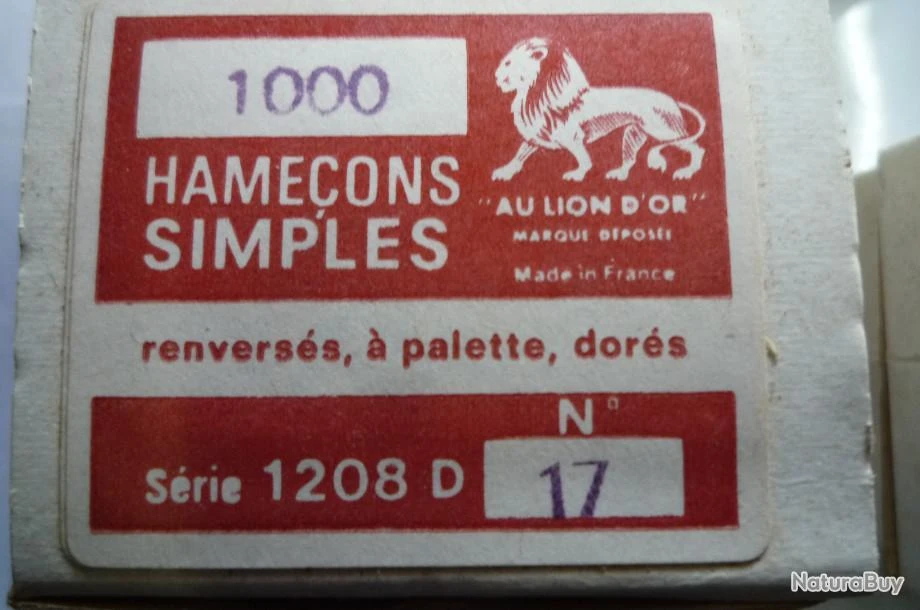 1000
HAMEÇONS
SIMPLES
"AU LION D'OR"
MARQUE DÉPOSÉE
Made in France
renversés, à palette, dorés
Série 1208 D
N°
17
NaturaBuy